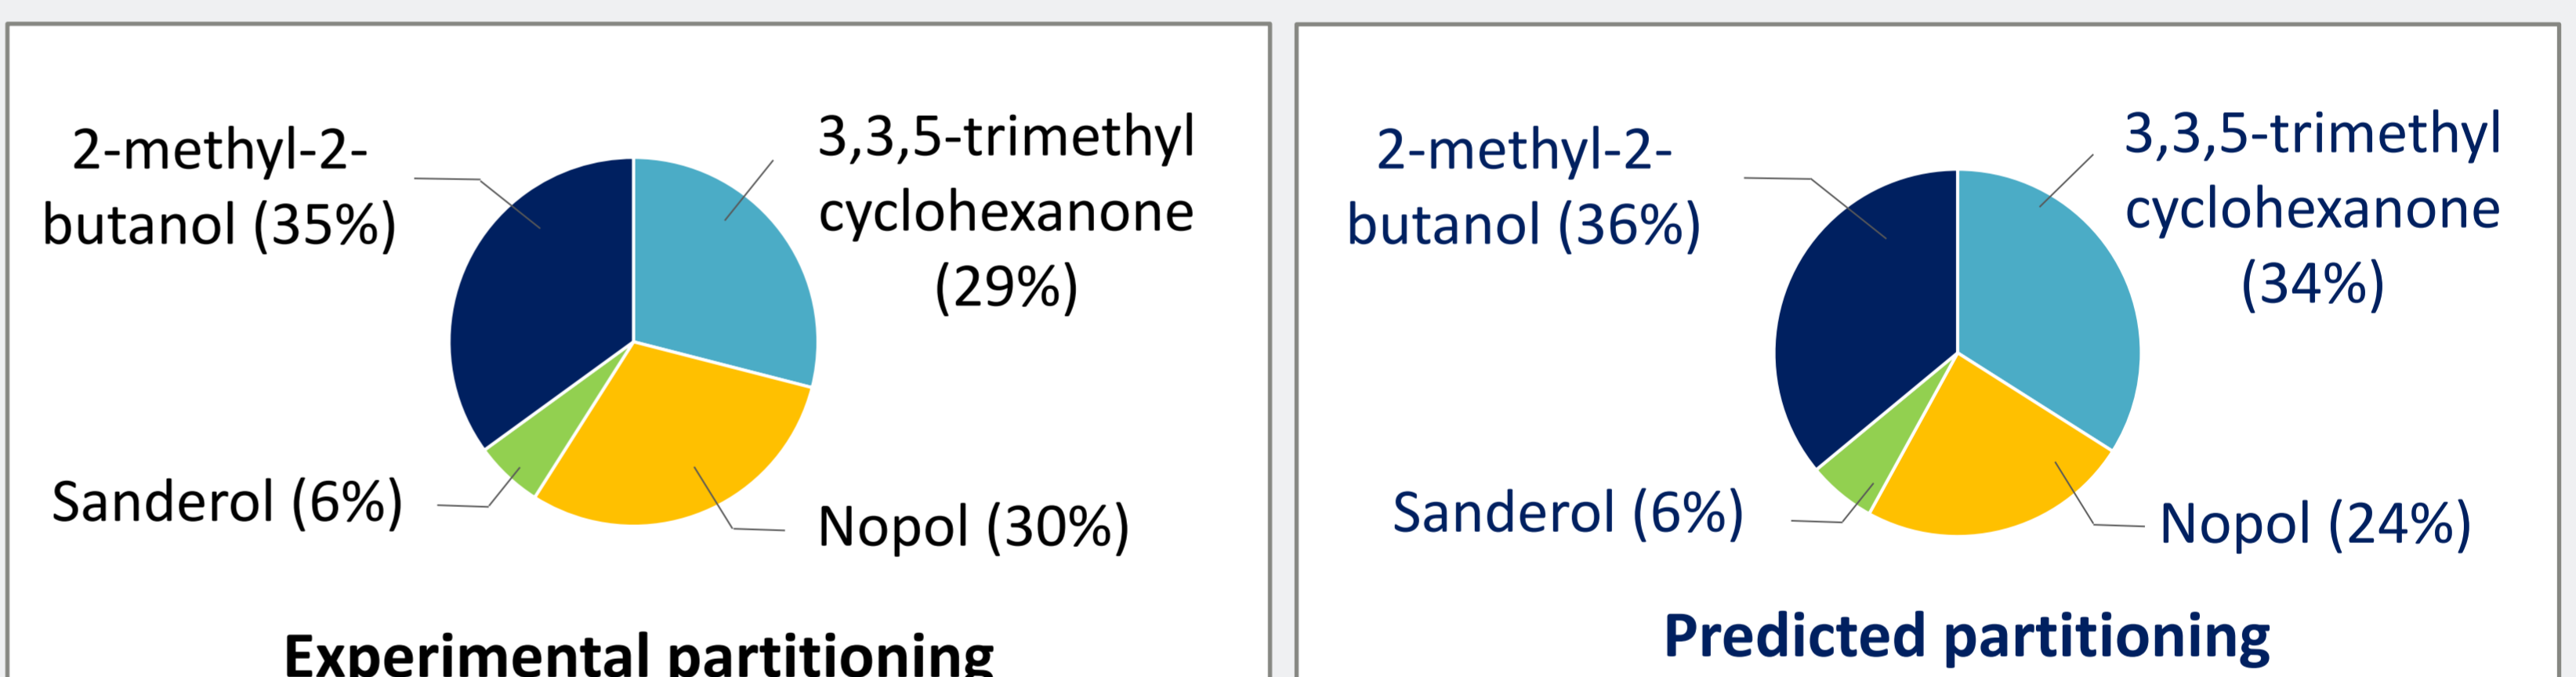 2-methyl-2-
butanol (35%)
3,3,5-trimethyl
cyclohexanone
(29%)
Sanderol (6%)
Nopol (30%)
Experimental partitioning
2-methyl-2-
butanol (36%)
3,3,5-trimethyl
cyclohexanone
(34%)
Sanderol (6%)
Nopol (24%)
Predicted partitioning